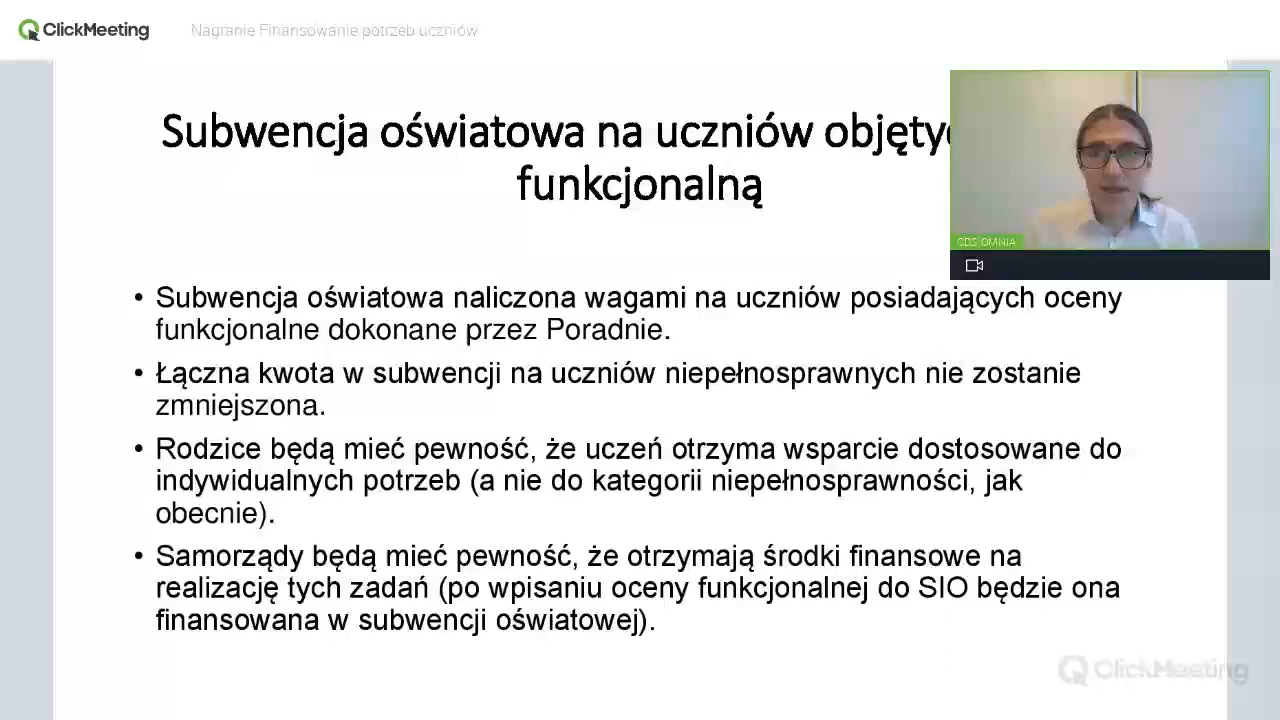 ClickMeeting
Nagranie Finansowanie potrzeb uczniów
Subwencja oświatowa na uczniów
funkcjonalną
CDS OMNIA
• Subwencja oświatowa naliczona wagami na uczniów posiadających oceny
funkcjonalne dokonane przez Poradnie.
• Łączna kwota w subwencji na uczniów niepełnosprawnych nie zostanie
zmniejszona.
• Rodzice będą mieć pewność, że uczeń otrzyma wsparcie dostosowane do
indywidualnych potrzeb (a nie do kategorii niepełnosprawności, jak
obecnie).
• Samorządy będą mieć pewność, że otrzymają środki finansowe na
realizację tych zadań (po wpisaniu oceny funkcjonalnej do SIO będzie ona
finansowana w subwencji oświatowej).
ClickMeeting